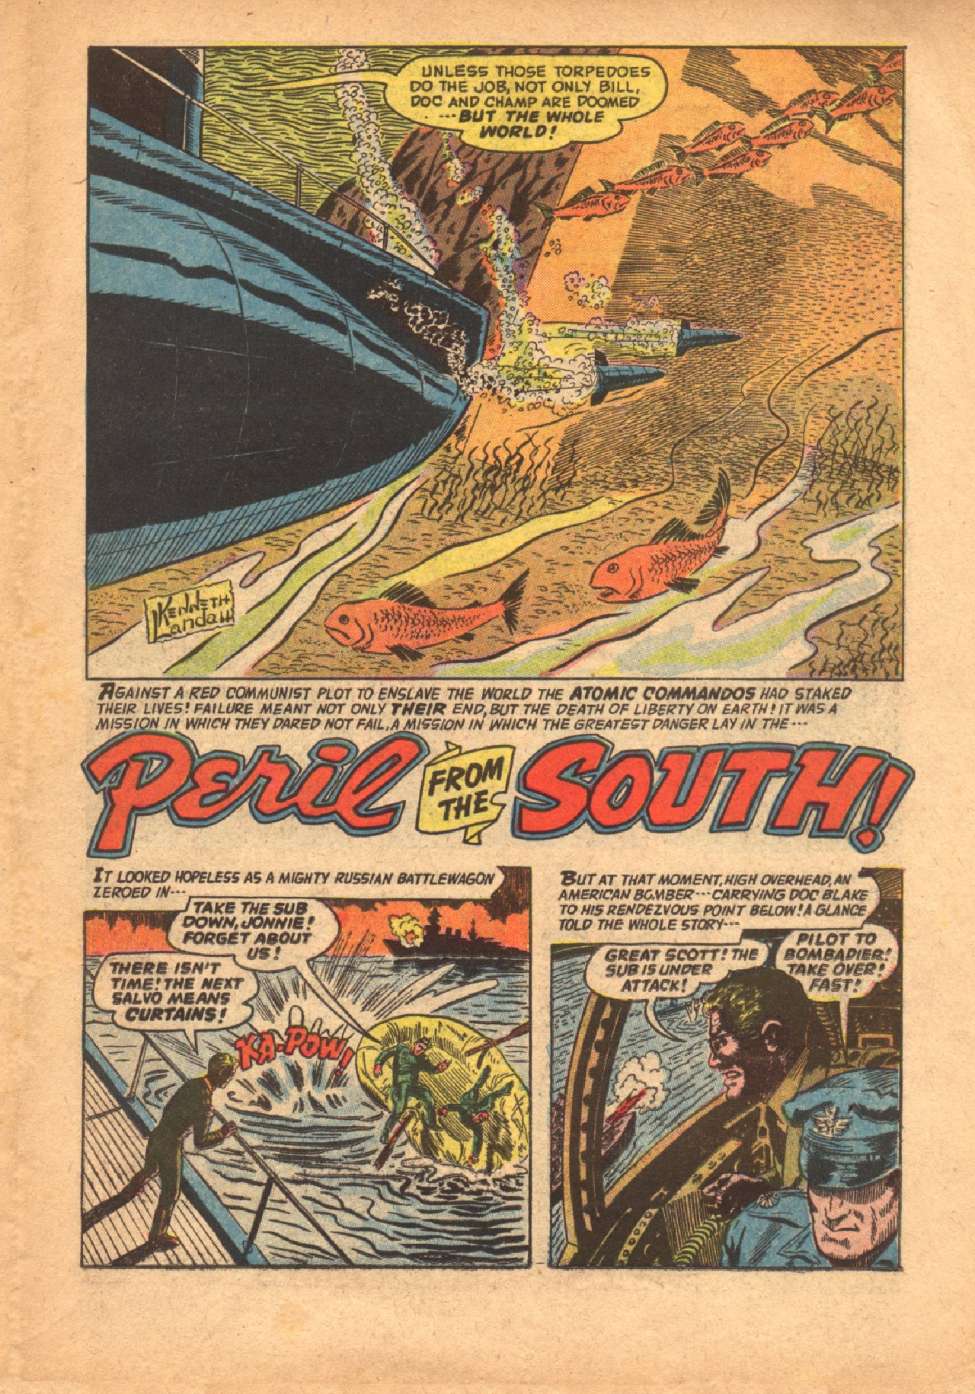 UNLESS THOSE TORPEDOES
DO THE JOB, NOT ONLY BILL,
DOC AND CHAMP ARE DOOMED
---BUT THE WHOLE
WORLD!
KENNETH
LANDAU
AGAINST A RED COMMUNIST PLOT TO ENSLAVE THE WORLD THE ATOMIC COMMANDOS HAD STAKED
THEIR LIVES! FAILURE MEANT NOT ONLY THEIR END, BUT THE DEATH OF LIBERTY ON EARTH! IT WAS A
MISSION IN WHICH THEY DARED NOT FAIL, A MISSION IN WHICH THE GREATEST DANGER LAY IN THE---
PERIL FROM THE SOUTH!
IT LOOKED HOPELESS AS A MIGHTY RUSSIAN BATTLEWAGON
ZEROED IN---
TAKE THE SUB
DOWN, JONNIE!
FORGET ABOUT
US!
THERE ISN'T
TIME! THE NEXT
SALVO MEANS
CURTAINS!
KA-POW!
BUT AT THAT MOMENT, HIGH OVERHEAD, AN
AMERICAN BOMBER---CARRYING DOC BLAKE
TO HIS RENDEZVOUS POINT BELOW! A GLANCE
TOLD THE WHOLE STORY---
GREAT SCOTT! THE
SUB IS UNDER
ATTACK!
PILOT TO
BOMBADIER!
TAKE OVER!
FAST!